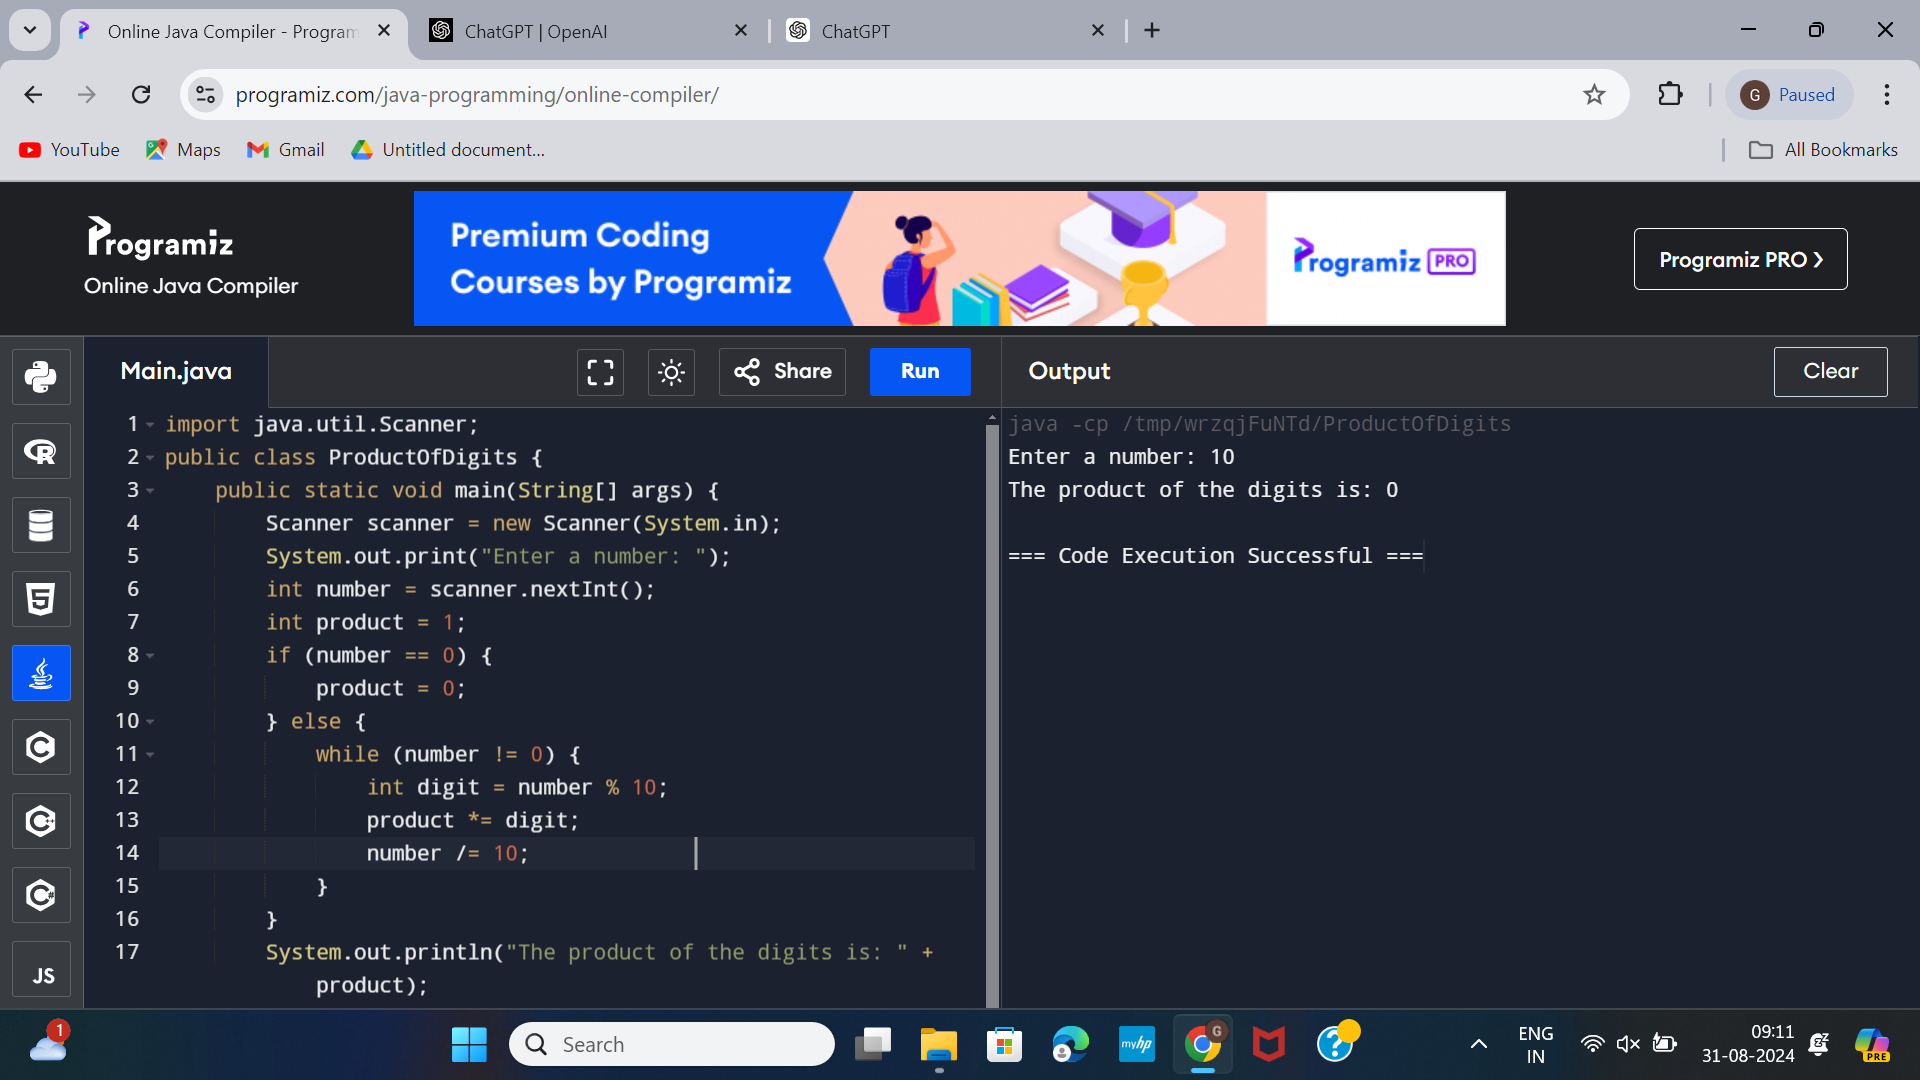 Online Java Compiler - Program
ChatGPT | OpenAI
ChatGPT
programiz.com/java-programming/online-compiler/
G
Paused
YouTube
Maps
Gmail
Untitled document...
All Bookmarks
Programiz
Online Java Compiler
Premium Coding
Courses by Programiz
Programiz PRO
Programiz PRO ❯
Main.java
Share
Run
Output
Clear
1 import java.util.Scanner;
2 public class ProductOfDigits {
3 public static void main(String[] args) {
4 Scanner scanner = new Scanner(System.in);
5 System.out.print("Enter a number: ");
6 int number = scanner.nextInt();
7 int product = 1;
8 if (number == 0) {
9 product = 0;
10 } else {
11 while (number != 0) {
12 int digit = number % 10;
13 product *= digit;
14 number /= 10;
15 }
16 }
17 System.out.println("The product of the digits is: " +
product);
java -cp /tmp/wrzqjFuNTd/ProductOfDigits
Enter a number: 10
The product of the digits is: 0
=== Code Execution Successful ===
R
5
C
C
C
JS
1
Search
myhp
G
?
ENG
IN
09:11
31-08-2024
PRE